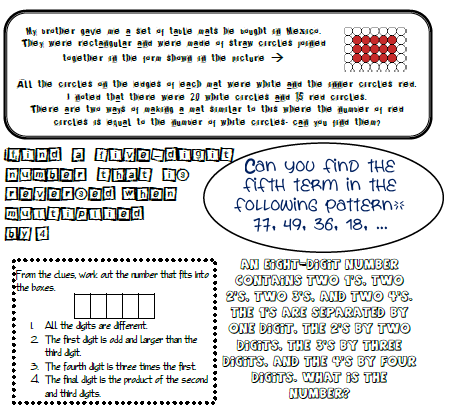 My brother gave me a set of table mats he bought in Mexico.
They were rectangular and were made of straw circles joined
together in the form shown in the picture →
All the circles on the edges of each mat were white and the inner circles red.
I noted that there were 20 white circles and 15 red circles.
There are two ways of making a mat similar to this where the number of red
circles is equal to the number of white circles- can you find them?
Find a five-digit
number that is
reversed when
multiplied
by 4
Can you find the
fifth term in the
following pattern:
77, 49, 36, 18, ...
From the clues, work out the number that fits into
the boxes.
1. All the digits are different.
2. The first digit is odd and larger than the
third digit.
3. The fourth digit is three times the first.
4. The final digit is the product of the second
and third digits.
AN EIGHT-DIGIT NUMBER
CONTAINS TWO 1'S, TWO
2'S, TWO 3'S, AND TWO 4'S.
THE 1'S ARE SEPARATED BY
ONE DIGIT, THE 2'S BY TWO
DIGITS, THE 3'S BY THREE
DIGITS, AND THE 4'S BY FOUR
DIGITS. WHAT IS THE
NUMBER?